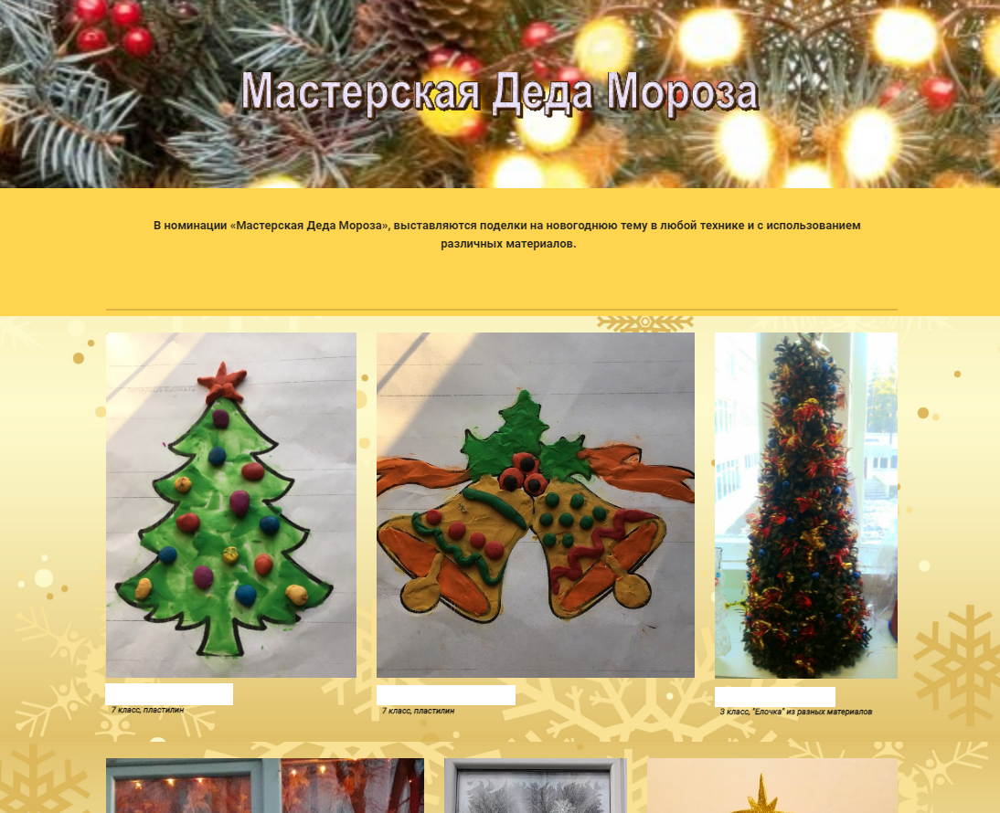 Мастерская Деда Мороза
В номинации «Мастерская Деда Мороза», выставляются поделки на новогоднюю тему в любой технике и с использованием
различных материалов.
7 класс, пластилин
7 класс, пластилин
3 класс, "Елочка" из разных материалов